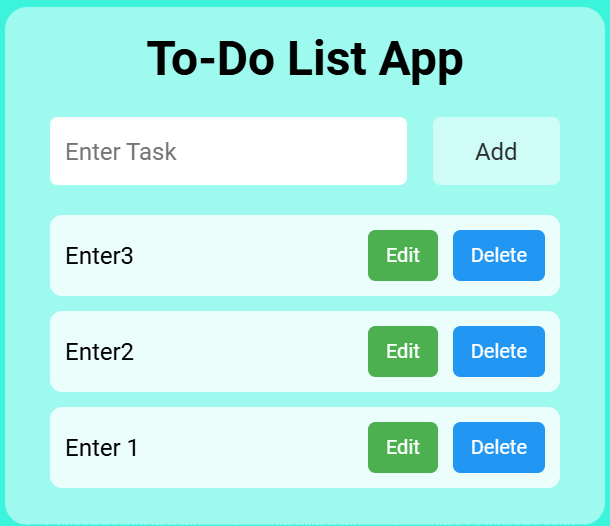 To-Do List App
Enter Task
Add
Enter3
Edit
Delete
Enter2
Edit
Delete
Enter 1
Edit
Delete